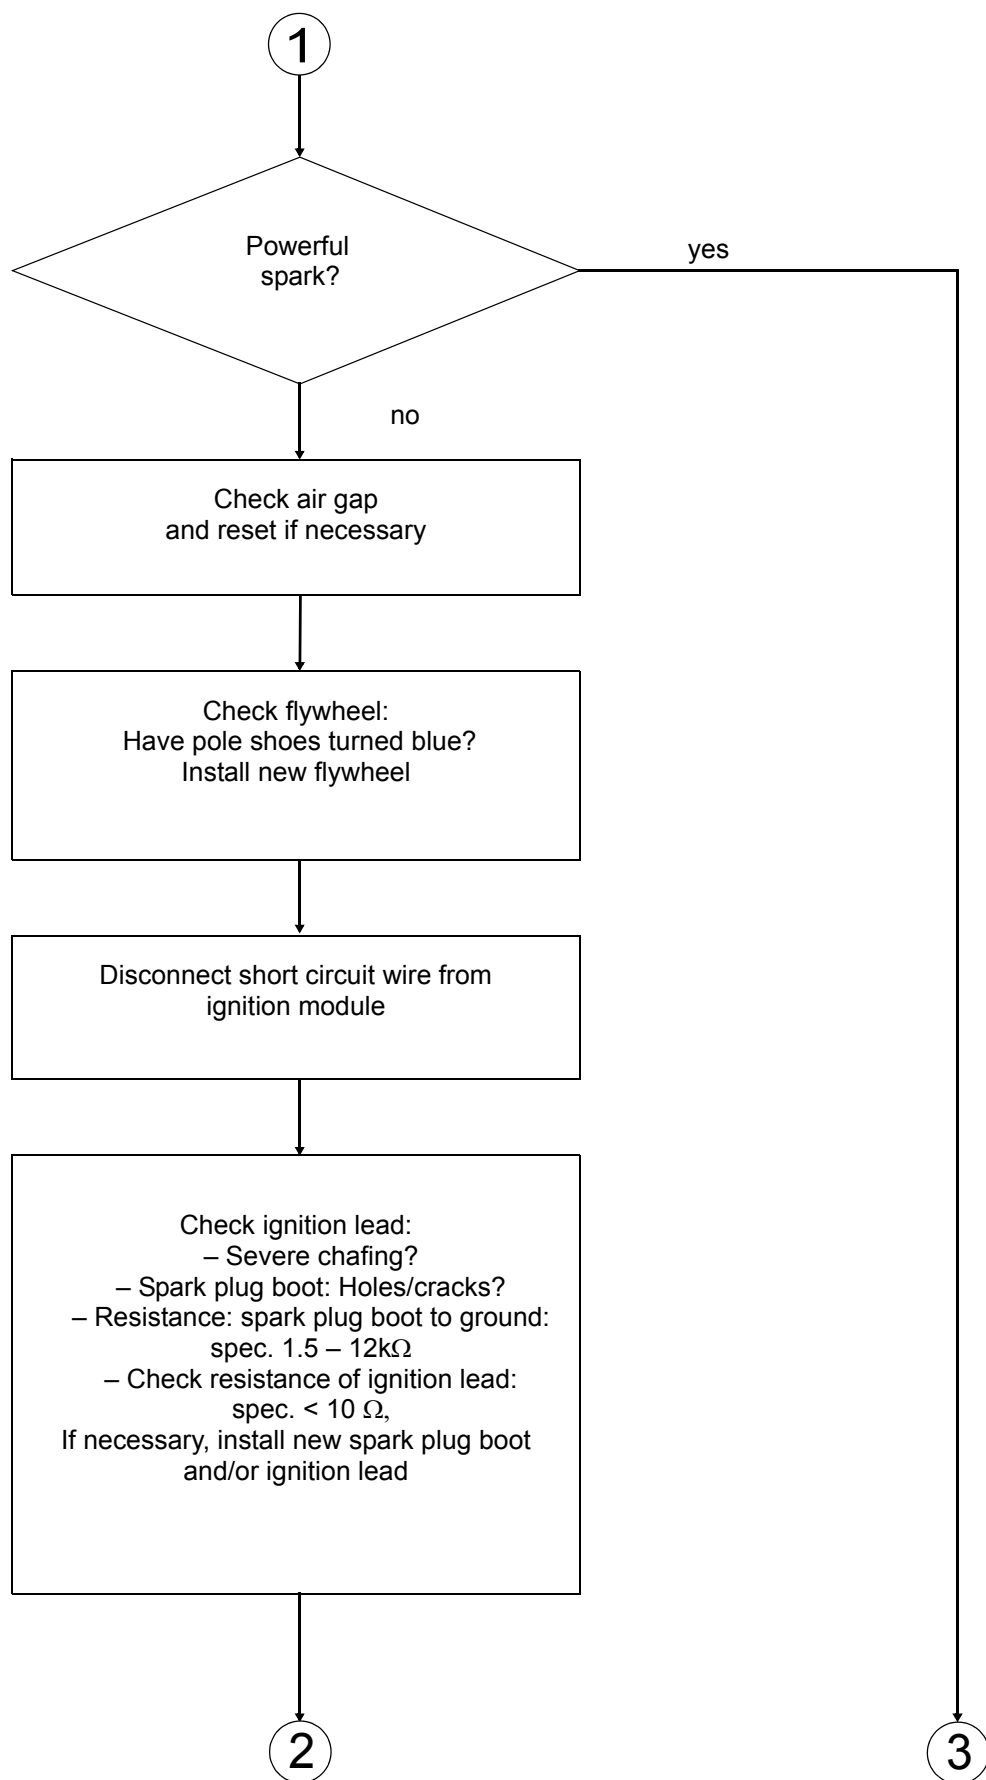 1
Powerful
spark?
yes
no
Check air gap
and reset if necessary
Check flywheel:
Have pole shoes turned blue?
Install new flywheel
Disconnect short circuit wire from
ignition module
Check ignition lead:
– Severe chafing?
– Spark plug boot: Holes/cracks?
– Resistance: spark plug boot to ground:
spec. 1.5 – 12kΩ
– Check resistance of ignition lead:
spec. < 10 Ω,
If necessary, install new spark plug boot
and/or ignition lead
2
3